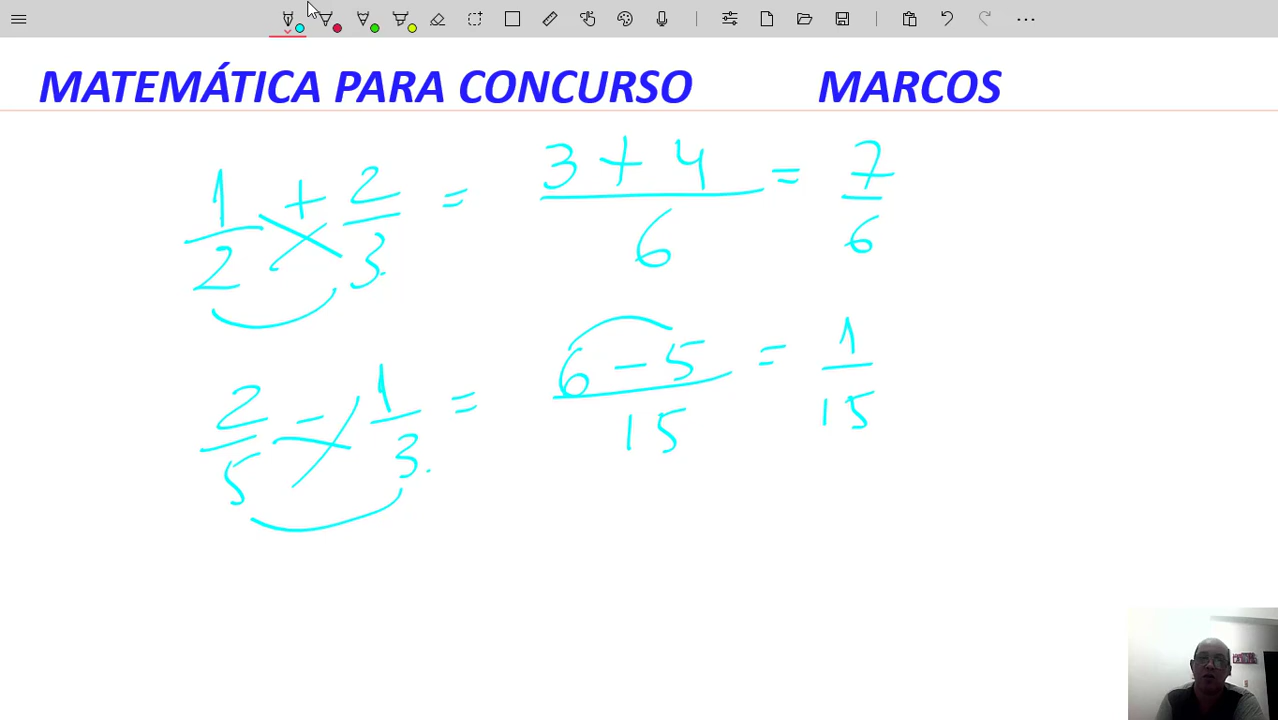 MATEMÁTICA PARA CONCURSO MARCOS
1/2 + 2/3 = (3 + 4)/6 = 7/6
2/5 - 1/3 = (6 - 5)/15 = 1/15